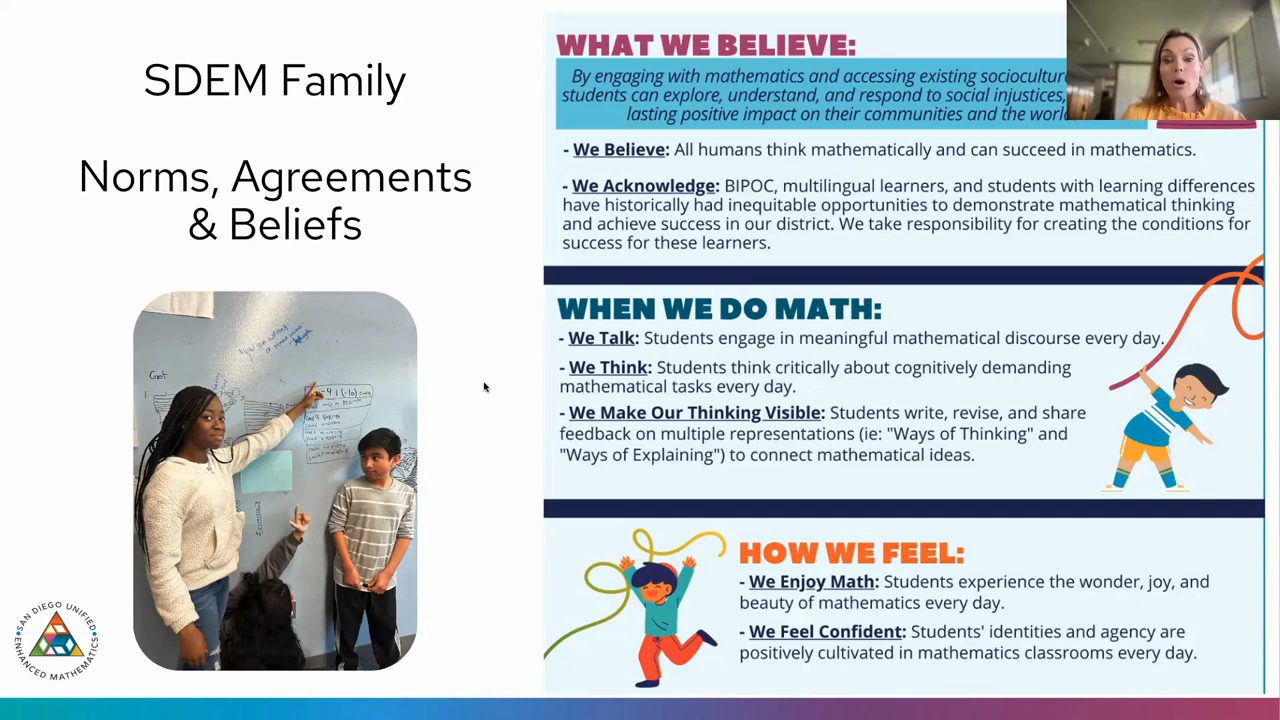 SDEM Family
Norms, Agreements
& Beliefs
SAN DIEGO UNIFIED
ENHANCED MATHEMATICS
WHAT WE BELIEVE:
By engaging with mathematics and accessing existing
students can explore, understand, and respond to social injustices,
lasting positive impact on their communities and the
- We Believe: All humans think mathematically and can succeed in mathematics.
- We Acknowledge: BIPOC, multilingual learners, and students with learning differences
have historically had inequitable opportunities to demonstrate mathematical thinking
and achieve success in our district. We take responsibility for creating the conditions for
success for these learners.
WHEN WE DO MATH:
- We Talk: Students engage in meaningful mathematical discourse every day.
- We Think: Students think critically about cognitively demanding
mathematical tasks every day.
- We Make Our Thinking Visible: Students write, revise, and share
feedback on multiple representations (ie: "Ways of Thinking" and
"Ways of Explaining") to connect mathematical ideas.
HOW WE FEEL:
- We Enjoy Math: Students experience the wonder, joy, and
beauty of mathematics every day.
- We Feel Confident: Students' identities and agency are
positively cultivated in mathematics classrooms every day.